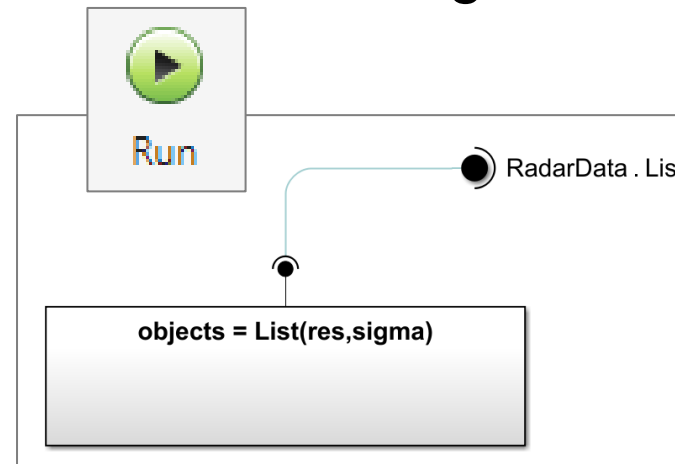 Run
RadarData . Lis
objects = List(res,sigma)